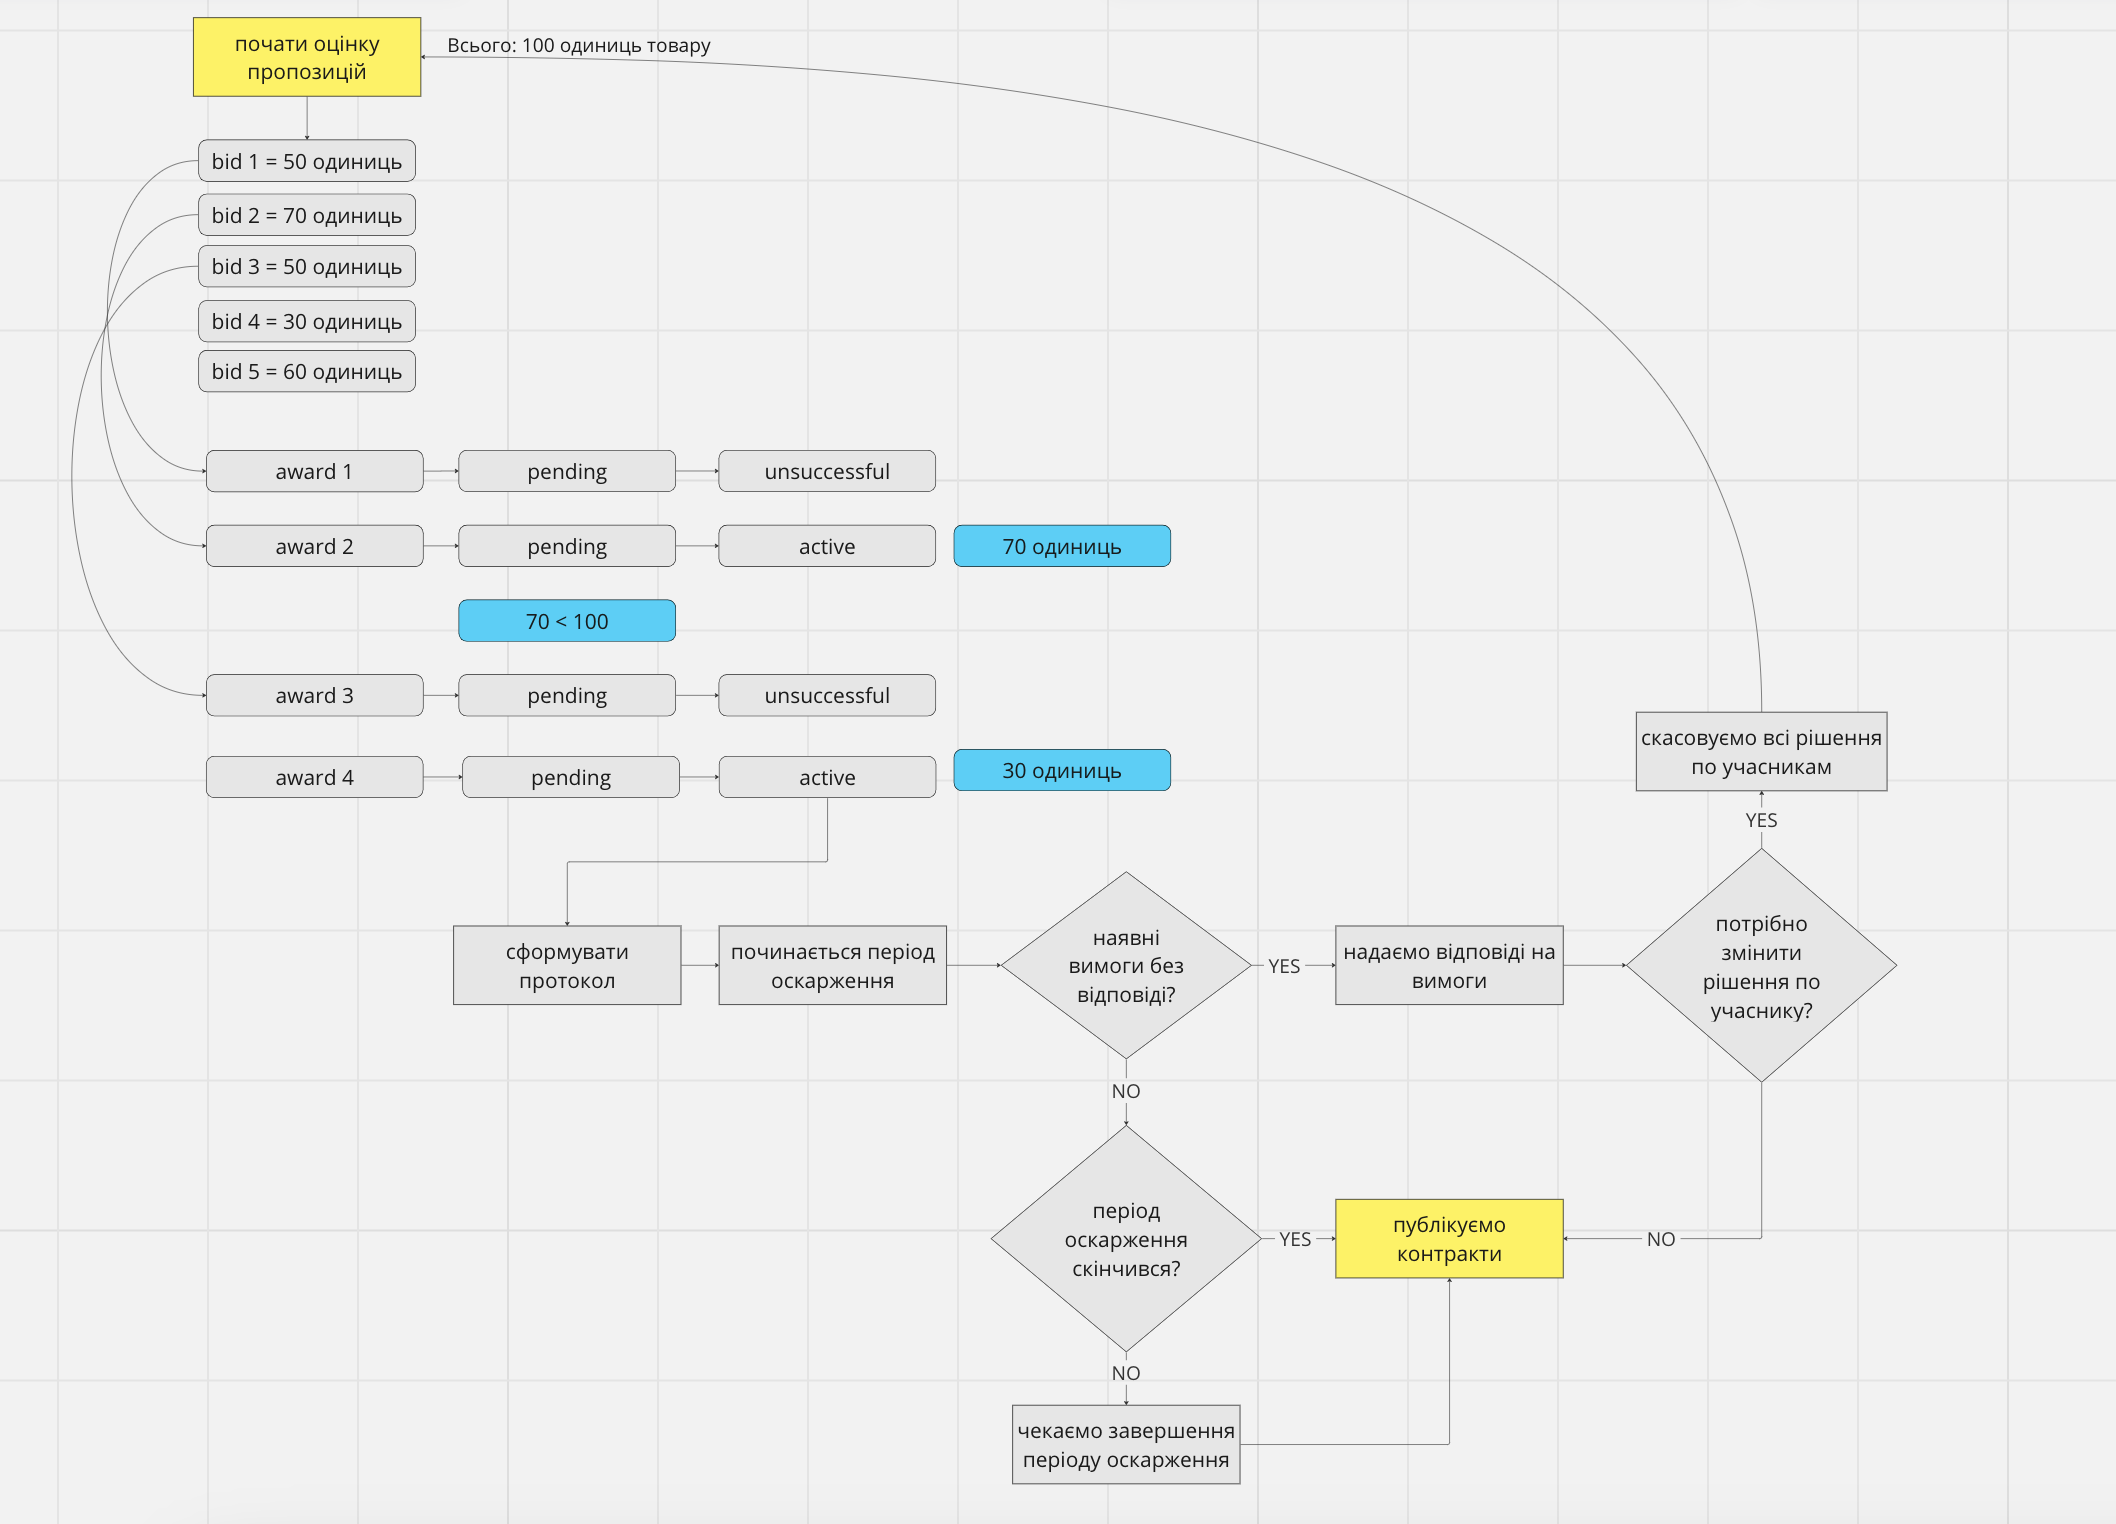 почати оцінку
пропозицій
Всього: 100 одиниць товару
bid 1 = 50 одиниць
bid 2 = 70 одиниць
bid 3 = 50 одиниць
bid 4 = 30 одиниць
bid 5 = 60 одиниць
award 1
pending
unsuccessful
award 2
pending
active
70 одиниць
70 < 100
award 3
pending
unsuccessful
award 4
pending
active
30 одиниць
скасовуємо всі рішення
по учасникам
YES
сформувати
протокол
починається період
оскарження
наявні
вимоги без
відповіді?
YES
надаємо відповіді на
вимоги
потрібно
змінити
рішення по
учаснику?
NO
період
оскарження
скінчився?
YES
публікуємо
контракти
NO
NO
чекаємо завершення
періоду оскарження